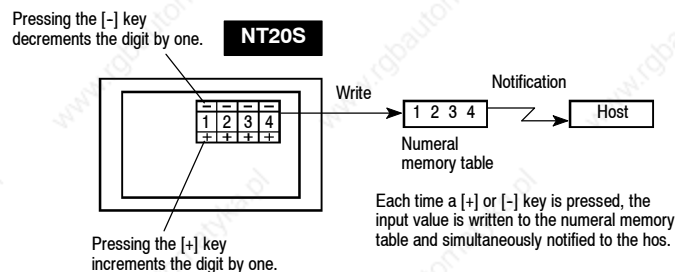 Pressing the [-] key
decrements the digit by one.
NT20S
Write
Notification
– – – –
1 2 3 4
+ + + +
1 2 3 4
Host
Numeral
memory table
Each time a [+] or [-] key is pressed, the
input value is written to the numeral memory
table and simultaneously notified to the hos.
Pressing the [+] key
increments the digit by one.